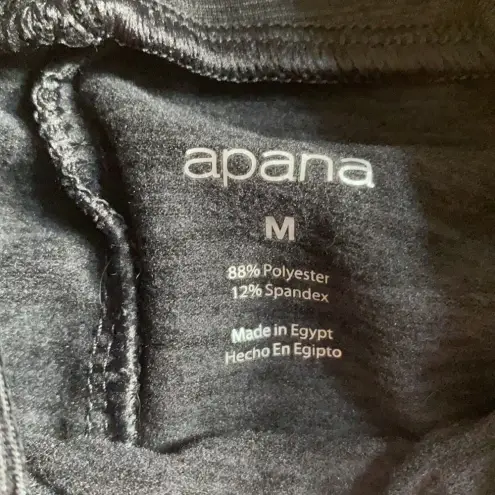 apana
M
88% Polyester
12% Spandex
Made in Egypt
Hecho En Egipto